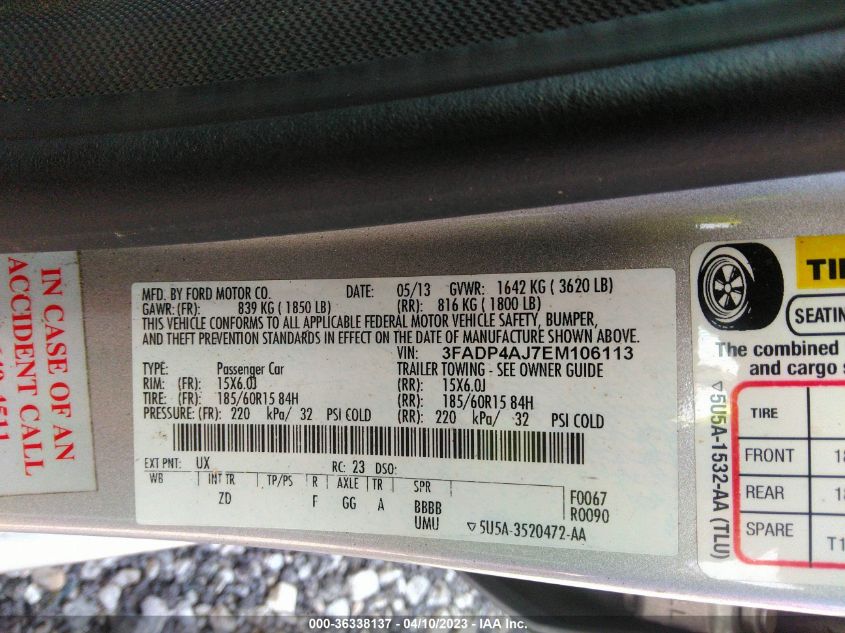 IN CASE OF AN
ACCIDENT CALL
4511
MFD. BY FORD MOTOR CO. DATE: 05/13 GVWR: 1642 KG ( 3620 LB)
GAWR: (FR): 839 KG ( 1850 LB) (RR): 816 KG ( 1800 LB)
THIS VEHICLE CONFORMS TO ALL APPLICABLE FEDERAL MOTOR VEHICLE SAFETY, BUMPER,
AND THEFT PREVENTION STANDARDS IN EFFECT ON THE DATE OF MANUFACTURE SHOWN ABOVE.
VIN: 3FADP4AJ7EM106113
TYPE: Passenger Car TRAILER TOWING - SEE OWNER GUIDE
RIM: (FR): 15X6.0J (RR): 15X6.0J
TIRE: (FR): 185/60R15 84H (RR): 185/60R15 84H
PRESSURE: (FR): 220 kPa/ 32 PSI COLD (RR): 220 kPa/ 32 PSI COLD
EXT PNT: UX RC: 23 DSO:
WB INT TR TP/PS R AXLE TR SPR
ZD F GG A BBBB F0067
UMU R0090
▽5U5A-3520472-AA
▽5U5A-1532-AA (TLU)
TI
SEATIN
The combined
and cargo s
TIRE
FRONT 18
REAR 18
SPARE T1
000-36338137 - 04/10/2023 - IAA Inc.